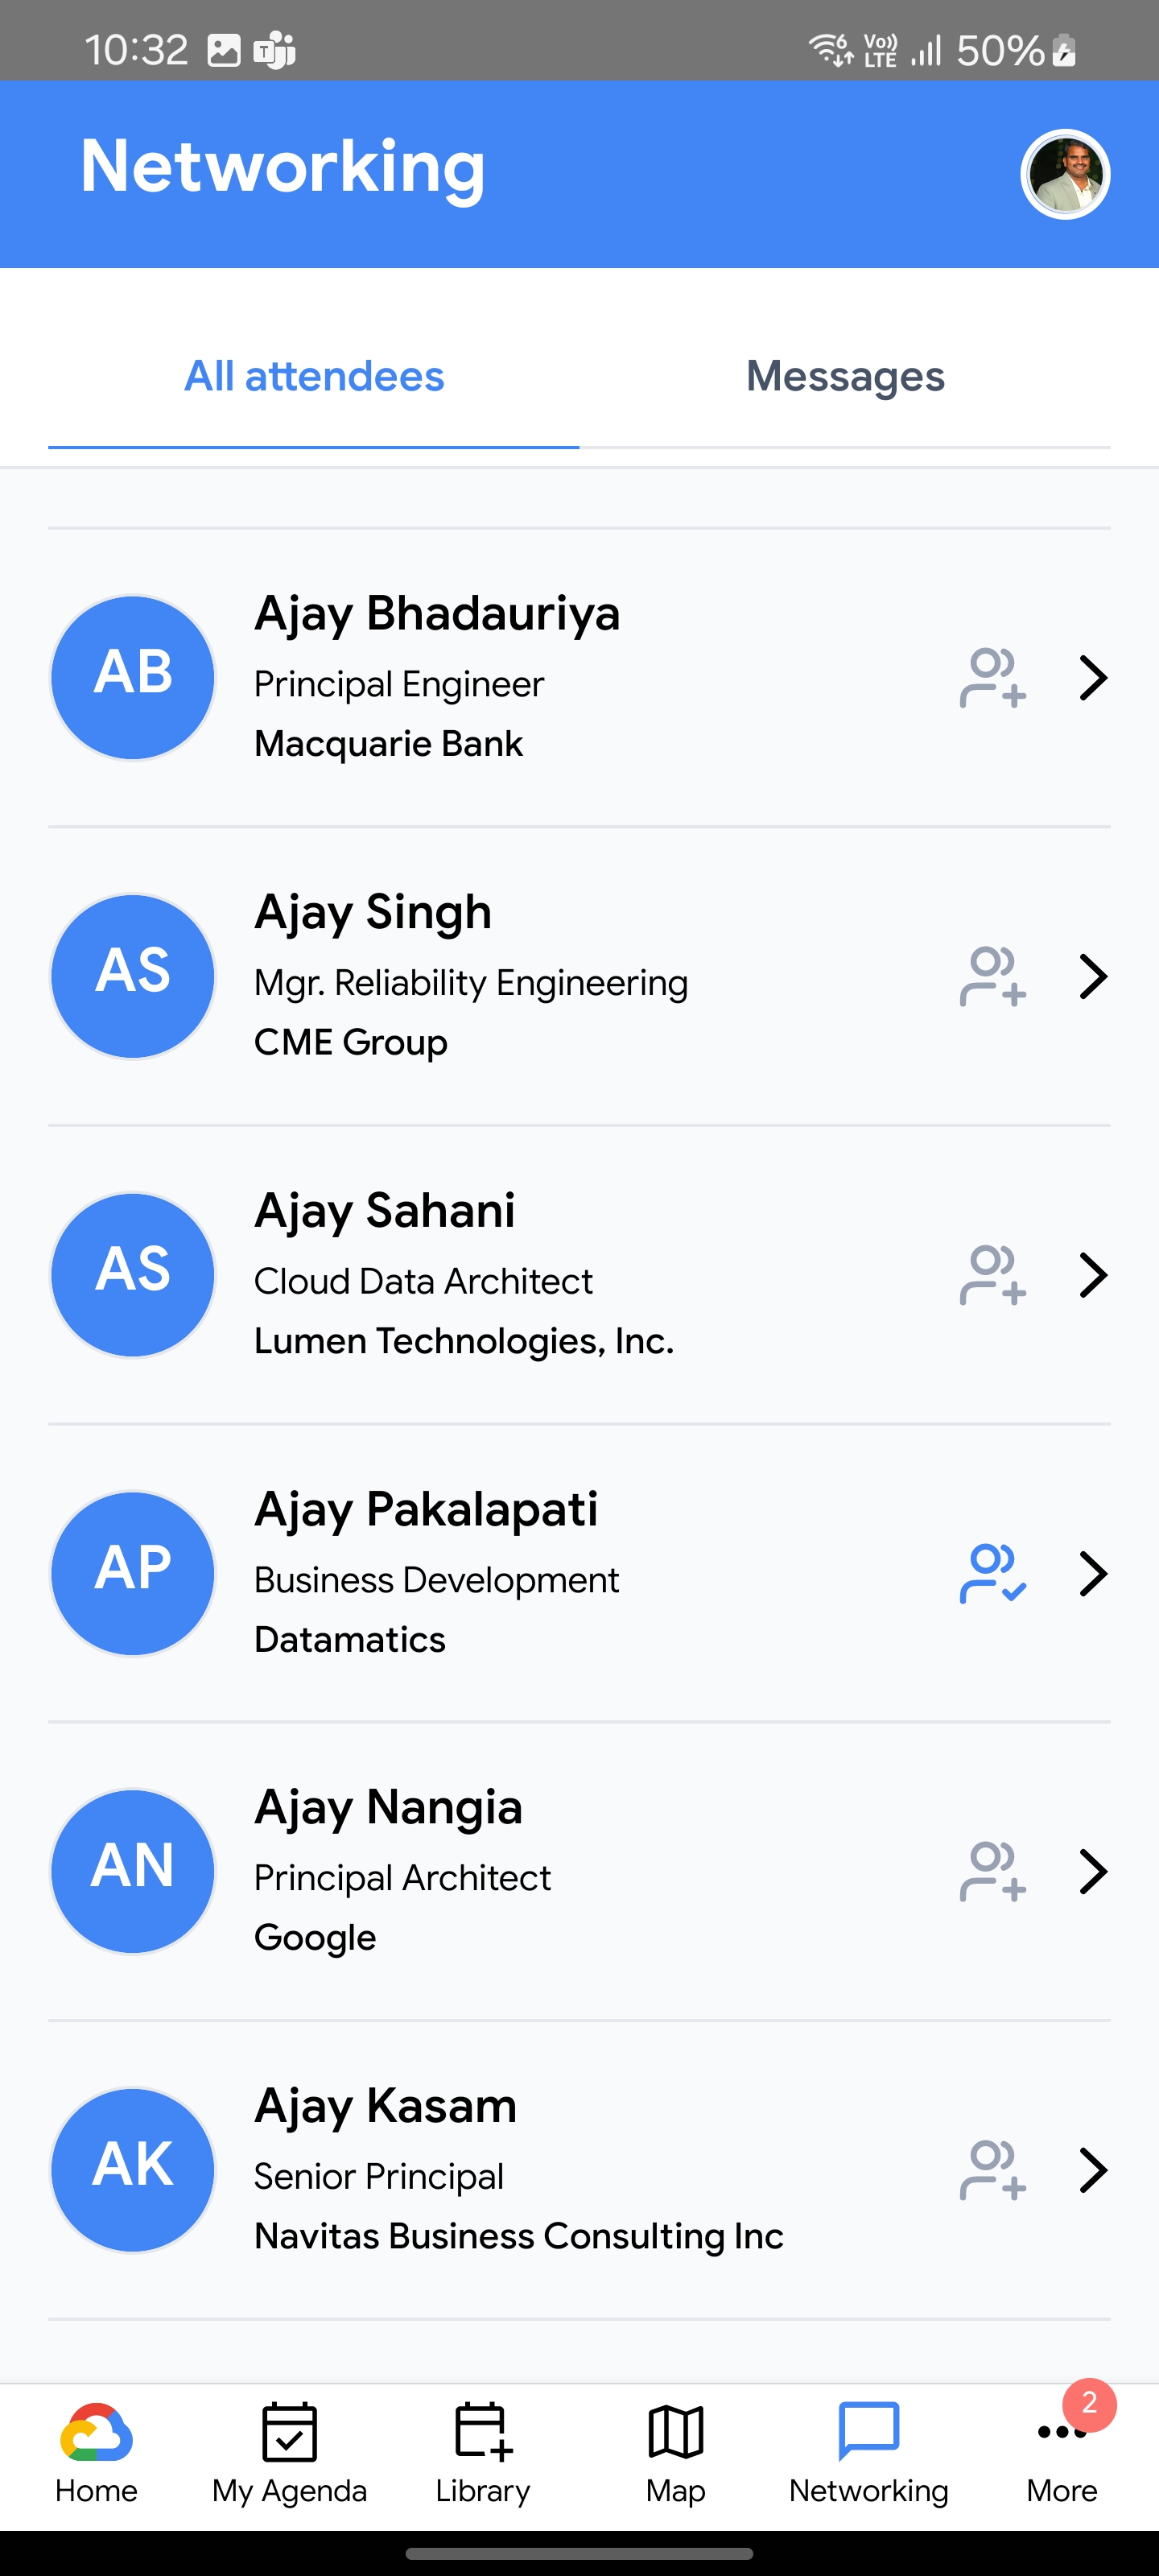 10:32 6 Vo)) LTE 50%
Networking
All attendees Messages
AB
Ajay Bhadauriya
Principal Engineer
Macquarie Bank
AS
Ajay Singh
Mgr. Reliability Engineering
CME Group
AS
Ajay Sahani
Cloud Data Architect
Lumen Technologies, Inc.
AP
Ajay Pakalapati
Business Development
Datamatics
AN
Ajay Nangia
Principal Architect
Google
AK
Ajay Kasam
Senior Principal
Navitas Business Consulting Inc
2
Home My Agenda Library Map Networking More